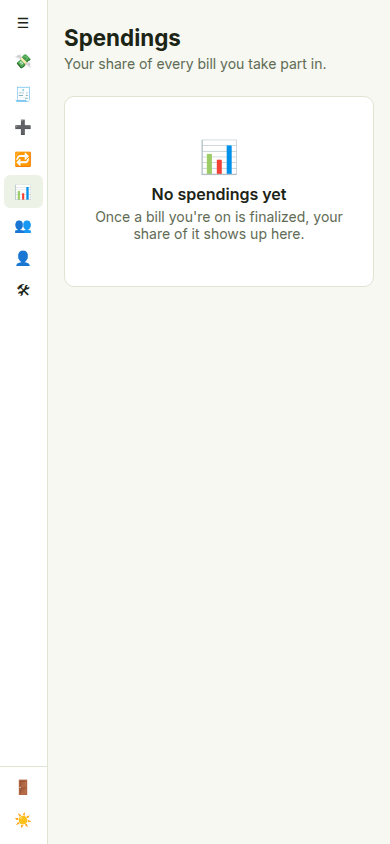 Spendings
Your share of every bill you take part in.
No spendings yet
Once a bill you're on is finalized, your
share of it shows up here.